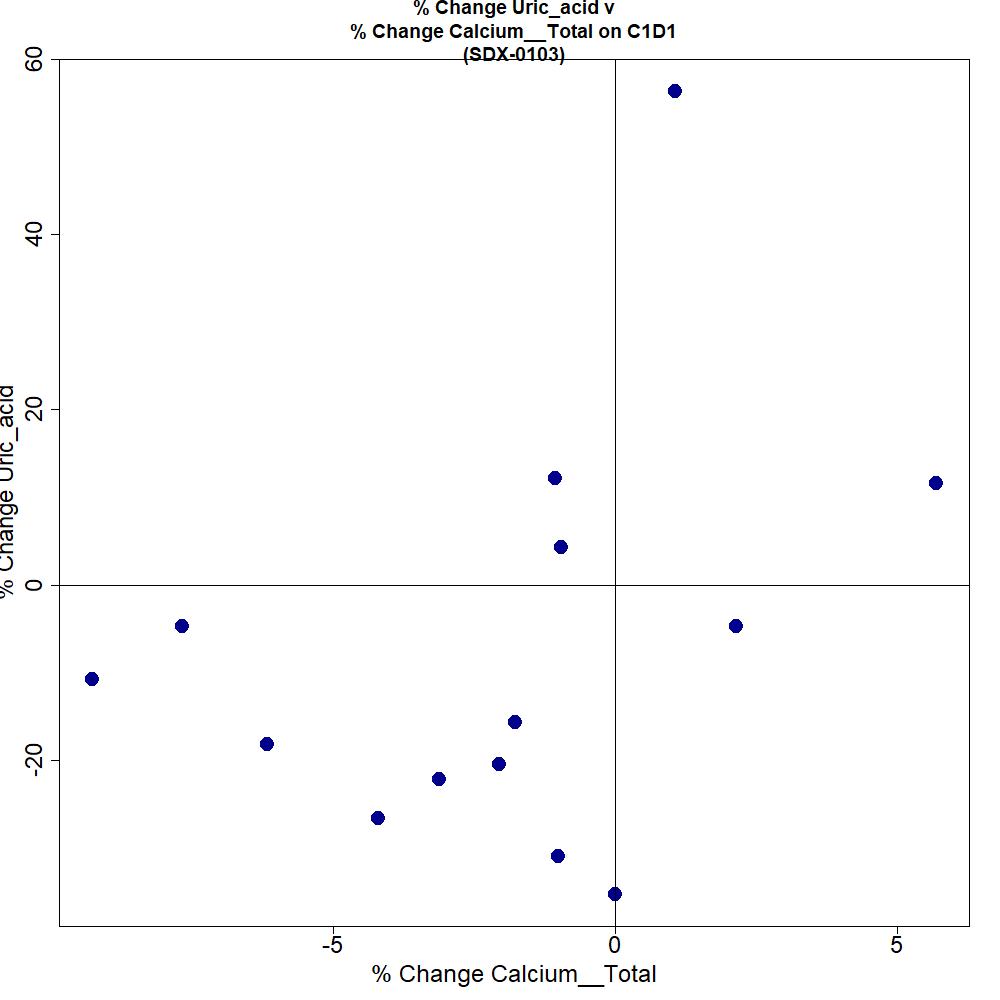 % Change Uric_acid v
% Change Calcium__Total on C1D1
(SDX-0103)
60
40
20
0
-20
% Change Uric_acid
-5
0
5
% Change Calcium__Total